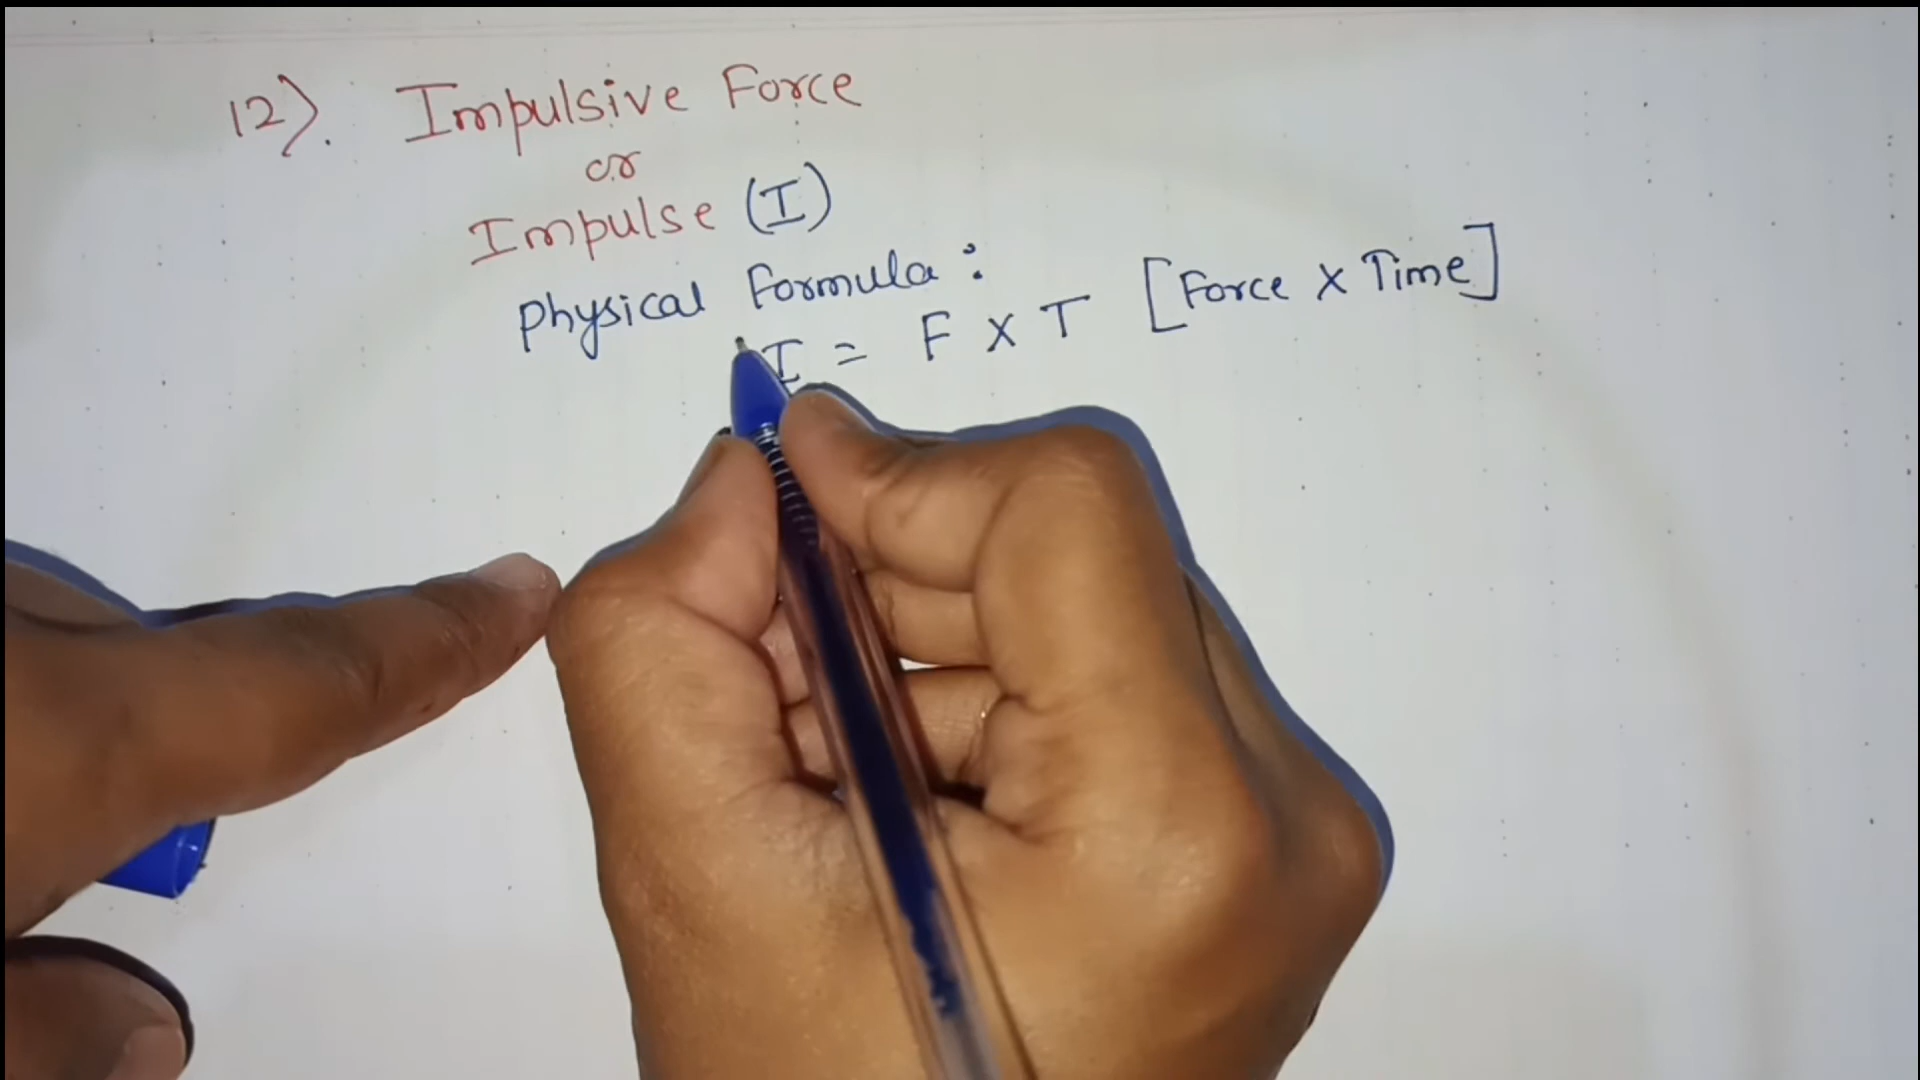 12). Impulsive Force
or
Impulse (I)
Physical Formula :
I = F X T [Force X Time]